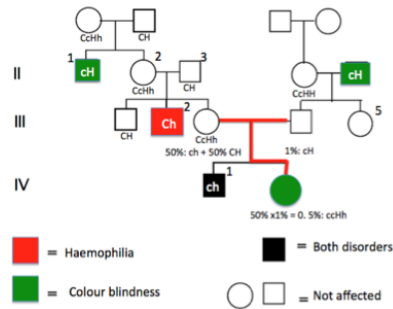 CcHh CH
II 1 cH 2 CcHh 3 CH CcHH cH
III CH Ch 2 CcHh 5
50%: ch + 50% CH 1%: cH
IV ch 1
50% x1% = 0. 5%: ccHh
= Haemophilia = Both disorders
= Colour blindness = Not affected